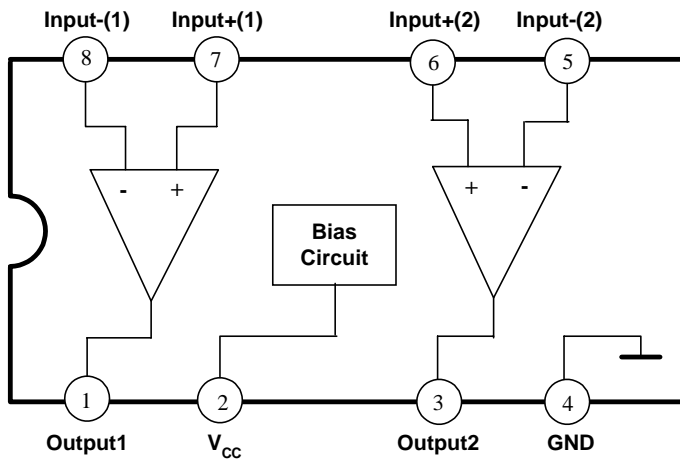 Input-(1) Input+(1) Input+(2) Input-(2)
8 7 6 5
- + + -
Bias
Circuit
1 2 3 4
Output1 VCC Output2 GND